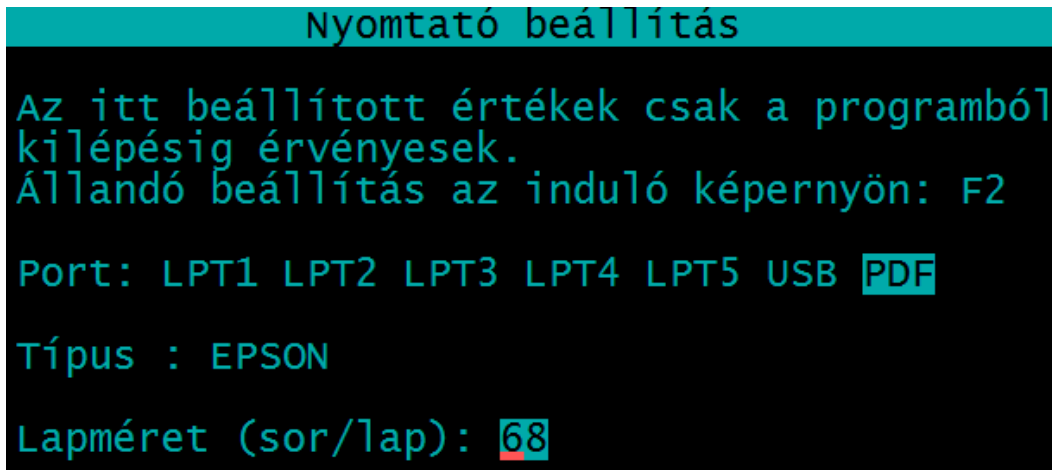 Nyomtató beállítás
Az itt beállított értékek csak a programból
kilépésig érvényesek.
Állandó beállítás az induló képernyön: F2
Port: LPT1 LPT2 LPT3 LPT4 LPT5 USB PDF
Típus : EPSON
Lapméret (sor/lap): 68